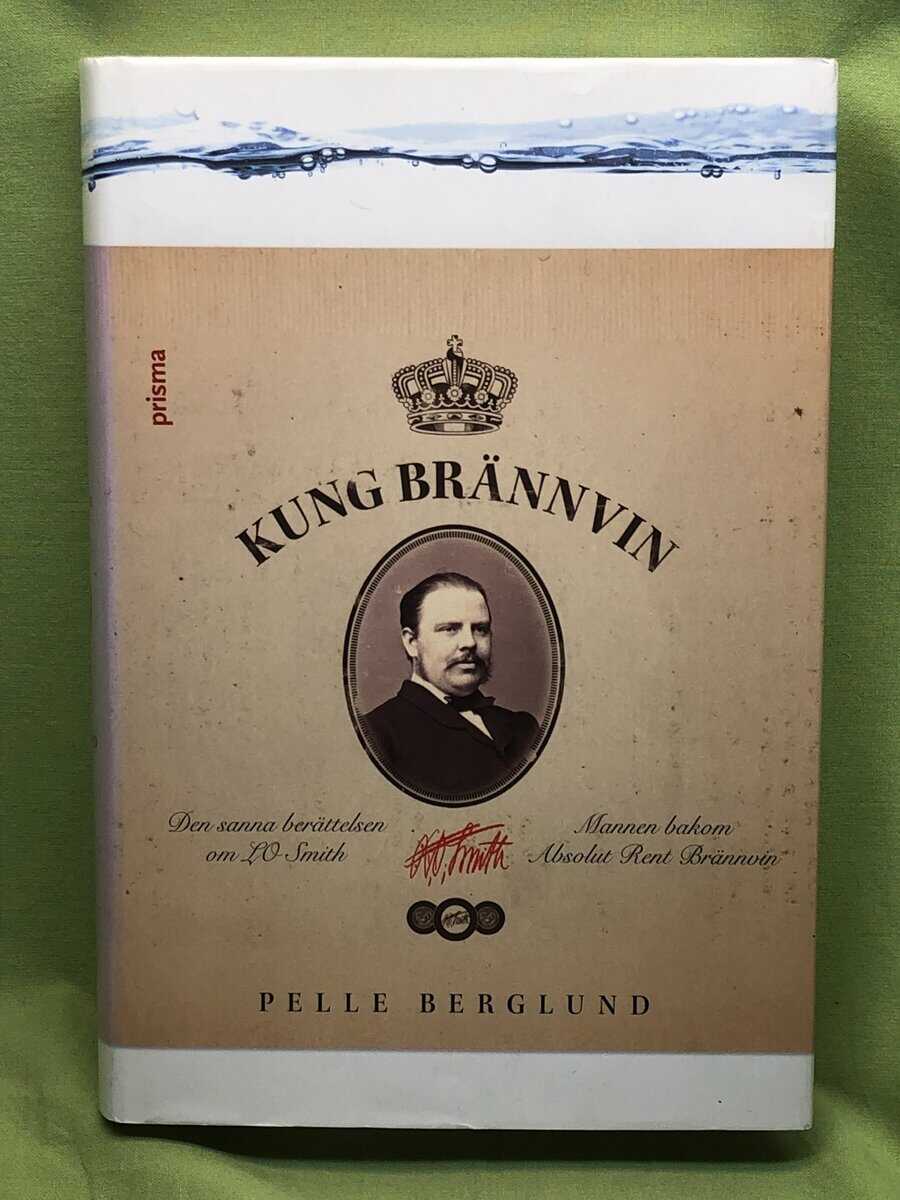 prisma
KUNG BRÄNNVIN
Den sanna berättelsen
om LO Smith
Mannen bakom
Absolut Rent Brännvin
L.O. Smith
PELLE BERGLUND